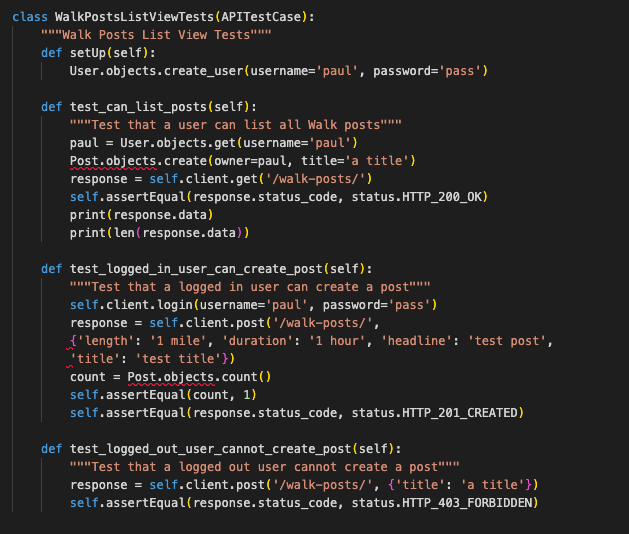 class WalkPostsListViewTests(APITestCase):
    """Walk Posts List View Tests"""
    def setUp(self):
        User.objects.create_user(username='paul', password='pass')

    def test_can_list_posts(self):
        """Test that a user can list all Walk posts"""
        paul = User.objects.get(username='paul')
        Post.objects.create(owner=paul, title='a title')
        response = self.client.get('/walk-posts/')
        self.assertEqual(response.status_code, status.HTTP_200_OK)
        print(response.data)
        print(len(response.data))

    def test_logged_in_user_can_create_post(self):
        """Test that a logged in user can create a post"""
        self.client.login(username='paul', password='pass')
        response = self.client.post('/walk-posts/',
        {'length': '1 mile', 'duration': '1 hour', 'headline': 'test post',
        'title': 'test title'})
        count = Post.objects.count()
        self.assertEqual(count, 1)
        self.assertEqual(response.status_code, status.HTTP_201_CREATED)

    def test_logged_out_user_cannot_create_post(self):
        """Test that a logged out user cannot create a post"""
        response = self.client.post('/walk-posts/', {'title': 'a title'})
        self.assertEqual(response.status_code, status.HTTP_403_FORBIDDEN)